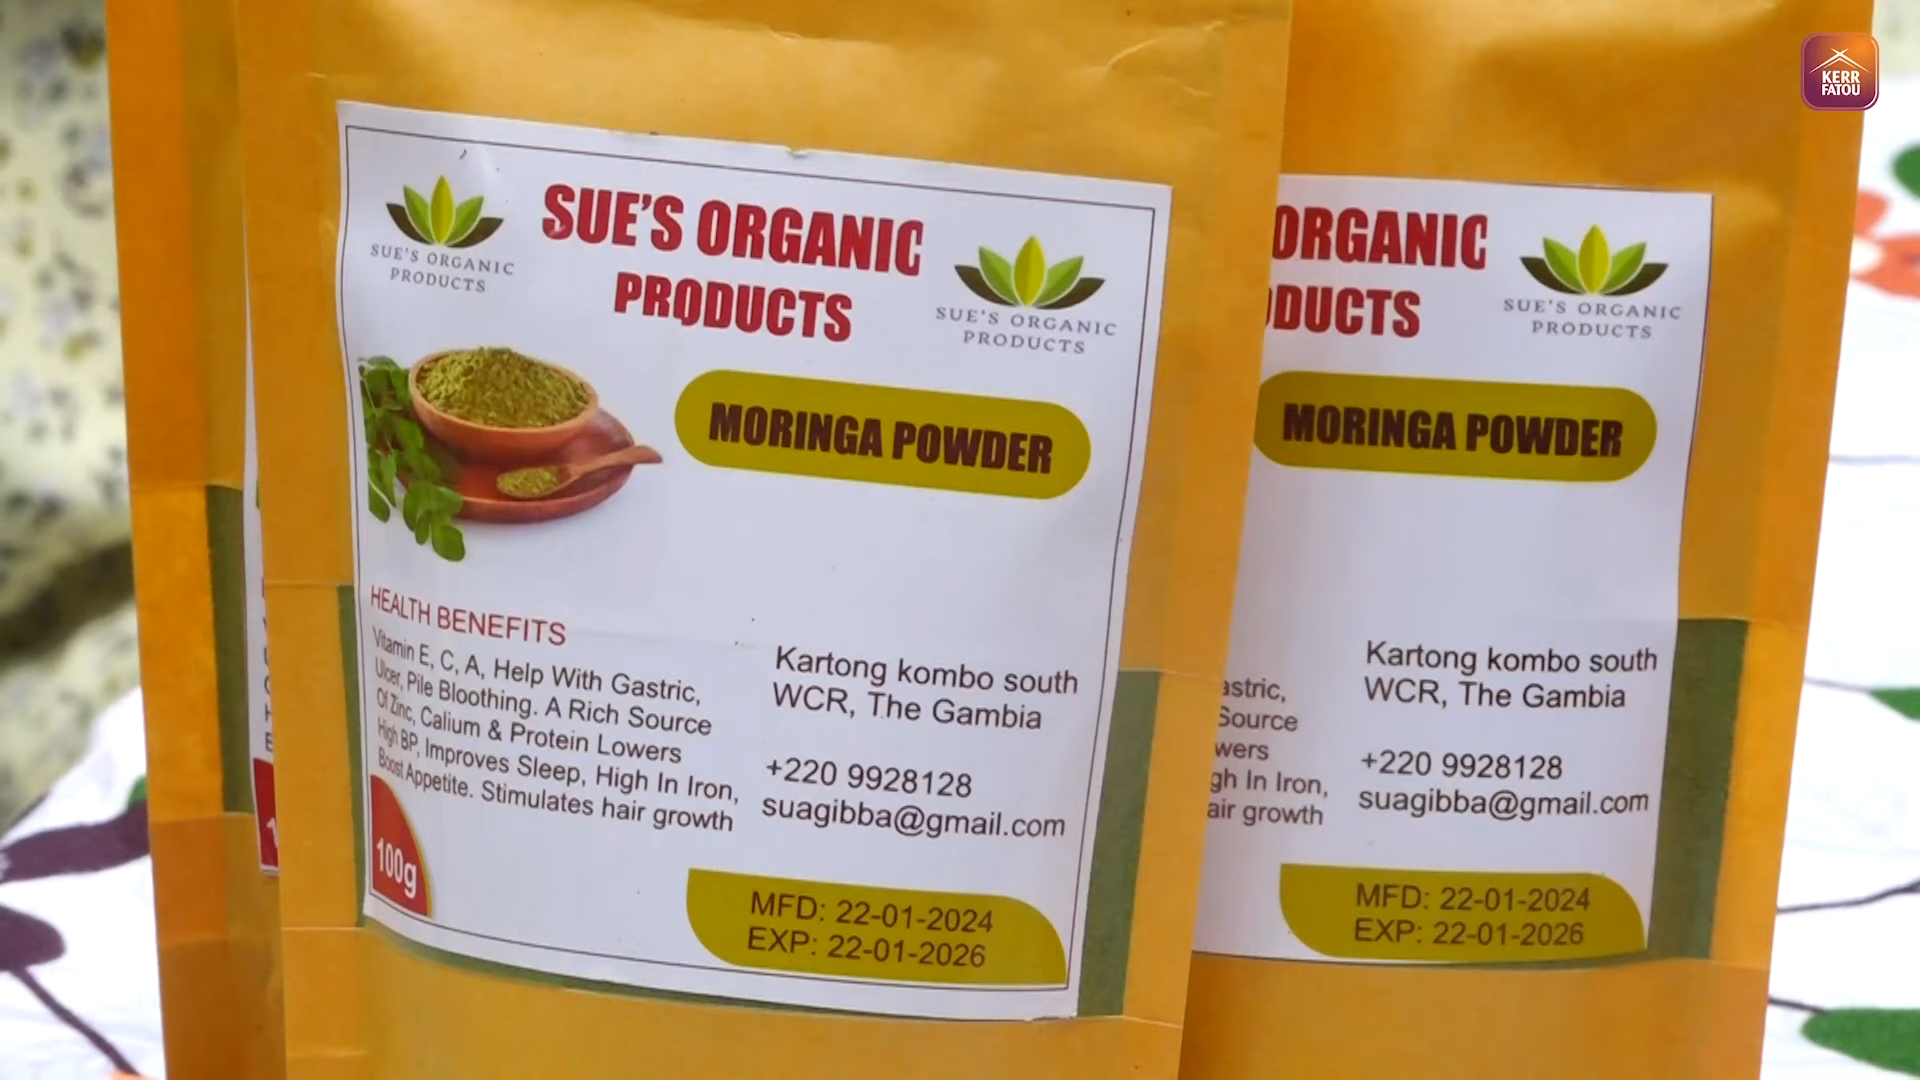 KERR
FATOU
SUE'S ORGANIC
PRODUCTS
SUE'S ORGANIC
PRODUCTS
SUE'S ORGANIC
PRODUCTS
MORINGA POWDER
HEALTH BENEFITS
Vitamin E, C, A, Help With Gastric,
Ulcer, Pile Bloothing. A Rich Source
Of Zinc, Calium & Protein Lowers
High BP, Improves Sleep, High In Iron,
Boost Appetite. Stimulates hair growth
Kartong kombo south
WCR, The Gambia
+220 9928128
suagibba@gmail.com
100g
MFD: 22-01-2024
EXP: 22-01-2026
ORGANIC
DUCTS
SUE'S ORGANIC
PRODUCTS
MORINGA POWDER
astric,
Source
wers
gh In Iron,
air growth
Kartong kombo south
WCR, The Gambia
+220 9928128
suagibba@gmail.com
MFD: 22-01-2024
EXP: 22-01-2026